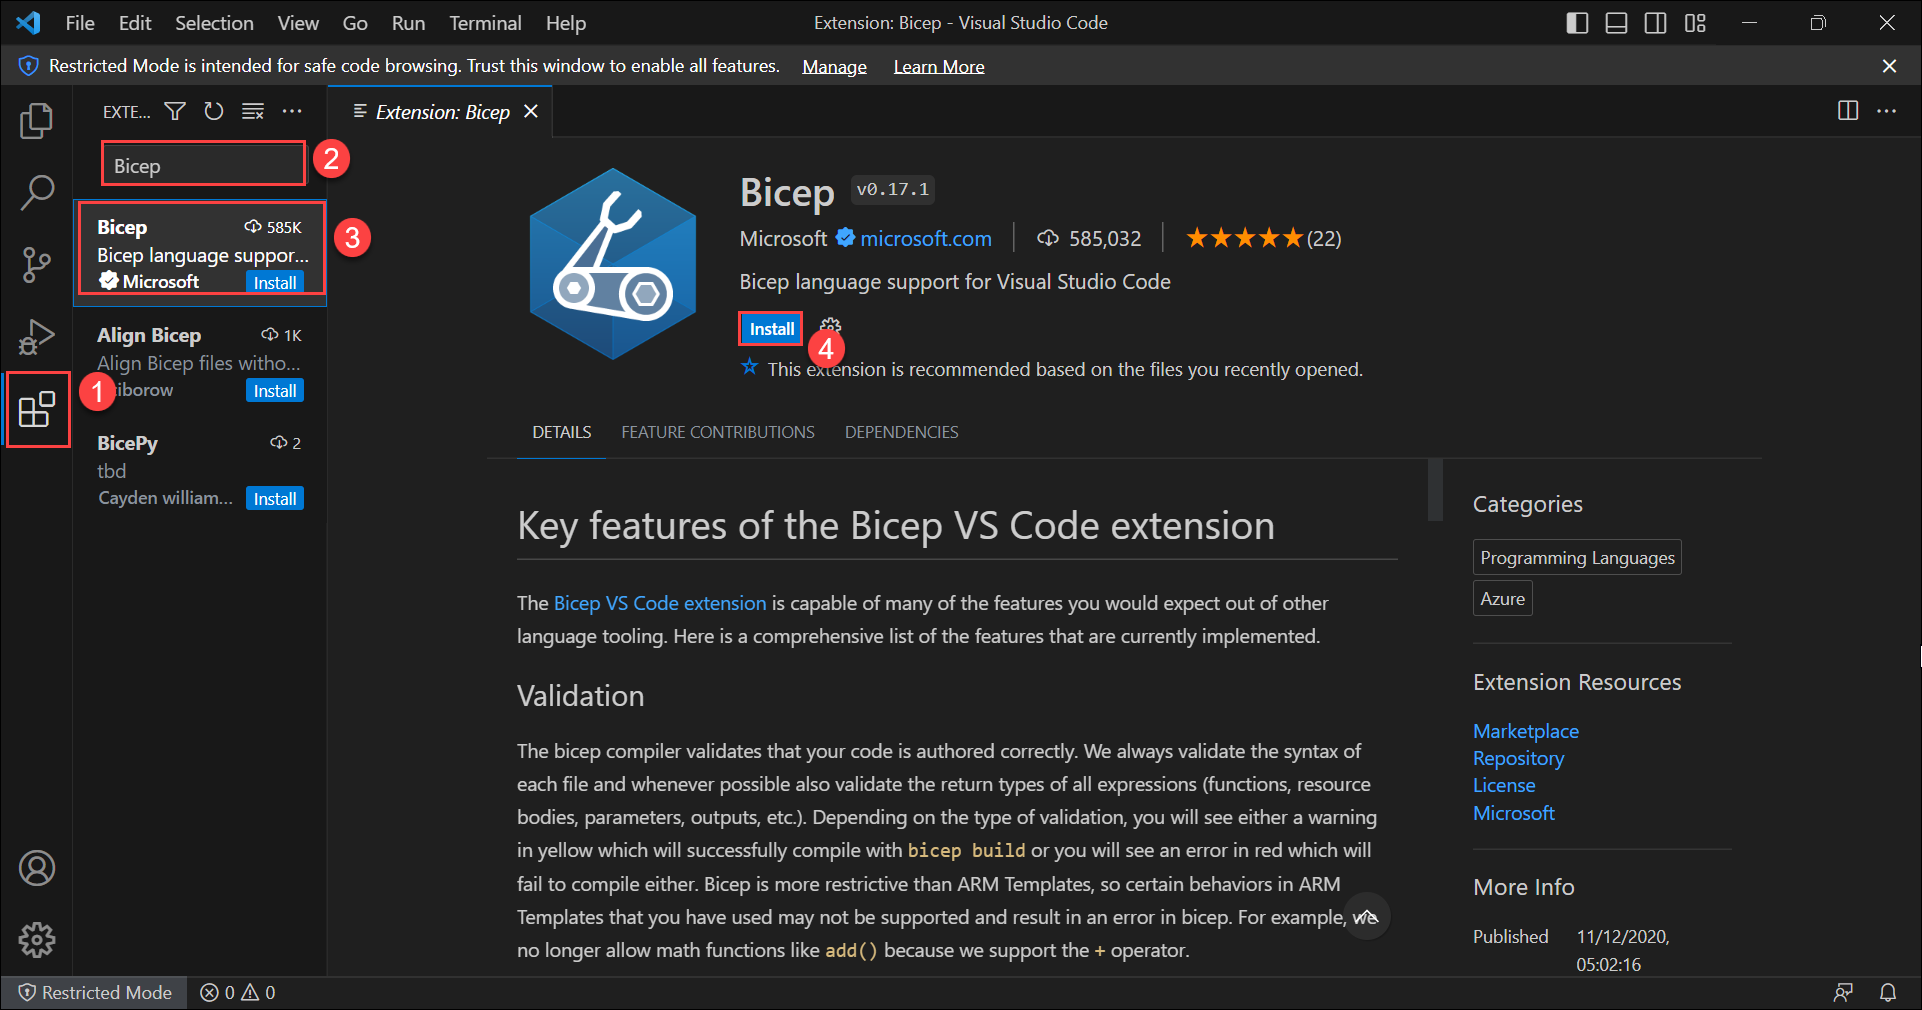 File Edit Selection View Go Run Terminal Help
Extension: Bicep - Visual Studio Code
Restricted Mode is intended for safe code browsing. Trust this window to enable all features. Manage Learn More
EXTE...
Extension: Bicep
Bicep
2
Bicep 585K
Bicep language suppor...
Microsoft Install
3
Align Bicep 1K
Align Bicep files witho...
iborow Install
1
BicePy 2
tbd
Cayden william... Install
Bicep v0.17.1
Microsoft microsoft.com 585,032 (22)
Bicep language support for Visual Studio Code
Install
4
This extension is recommended based on the files you recently opened.
DETAILS FEATURE CONTRIBUTIONS DEPENDENCIES
Key features of the Bicep VS Code extension
The Bicep VS Code extension is capable of many of the features you would expect out of other
language tooling. Here is a comprehensive list of the features that are currently implemented.
Validation
The bicep compiler validates that your code is authored correctly. We always validate the syntax of
each file and whenever possible also validate the return types of all expressions (functions, resource
bodies, parameters, outputs, etc.). Depending on the type of validation, you will see either a warning
in yellow which will successfully compile with bicep build or you will see an error in red which will
fail to compile either. Bicep is more restrictive than ARM Templates, so certain behaviors in ARM
Templates that you have used may not be supported and result in an error in bicep. For example, we
no longer allow math functions like add() because we support the + operator.
Categories
Programming Languages
Azure
Extension Resources
Marketplace
Repository
License
Microsoft
More Info
Published 11/12/2020,
05:02:16
Restricted Mode 0 0